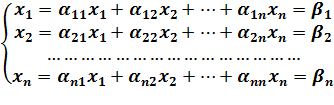 x₁ = α₁₁x₁ + α₁₂x₂ + ⋯ + α₁ₙxₙ = β₁
x₂ = α₂₁x₁ + α₂₂x₂ + ⋯ + α₂ₙxₙ = β₂
… … … … … … … … … … … … … …
xₙ = αₙ₁x₁ + αₙ₂x₂ + ⋯ + αₙₙxₙ = βₙ